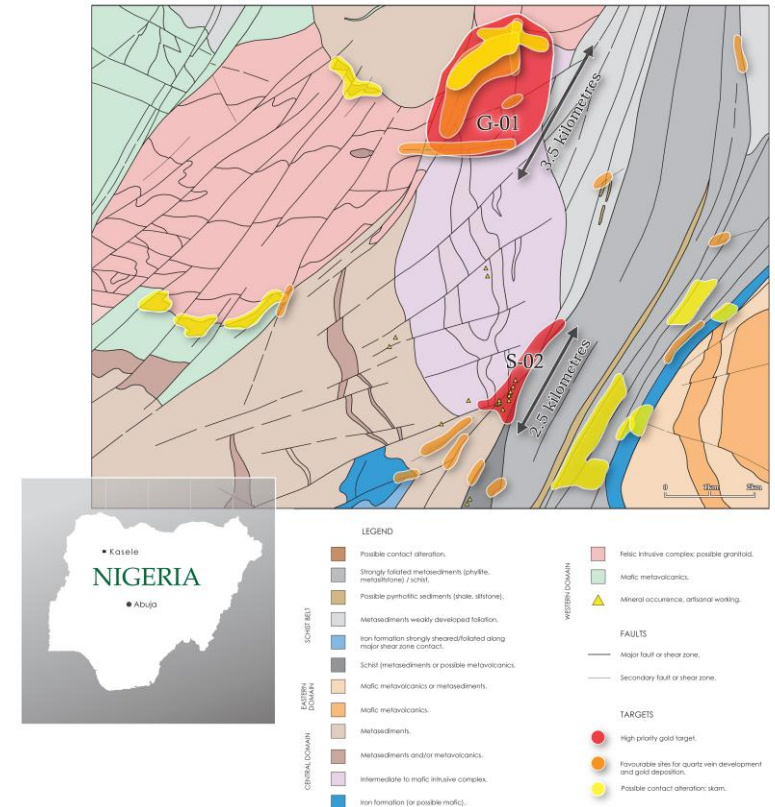 G-01
3.5 kilometres
S-02
2.5 kilometres
0 1km 2km
Kasele
NIGERIA
Abuja
LEGEND
SCHIST BELT
Possible contact alteration.
Strongly foliated metasediments (phyllite,
metasiltstone) / schist.
Possible pyrrhotitic sediments (shale, siltstone).
Metasediments weakly developed foliation.
Iron formation strongly sheared/foliated along
major shear zone contact.
Schist (metasediments or possible metavolcanics.
EASTERN
DOMAIN
Mafic metavolcanics or metasediments.
Mafic metavolcanics.
CENTRAL DOMAIN
Metasediments.
Metasediments and/or metavolcanics.
Intermediate to mafic intrusive complex.
Iron formation (or possible mafic).
WESTERN DOMAIN
Felsic intrusive complex; possible granitoid.
Mafic metavolcanics.
Mineral occurrence, artisanal working.
FAULTS
Major fault or shear zone.
Secondary fault or shear zone.
TARGETS
High priority gold target.
Favourable sites for quartz vein development
and gold deposition.
Possible contact alteration: skarn.